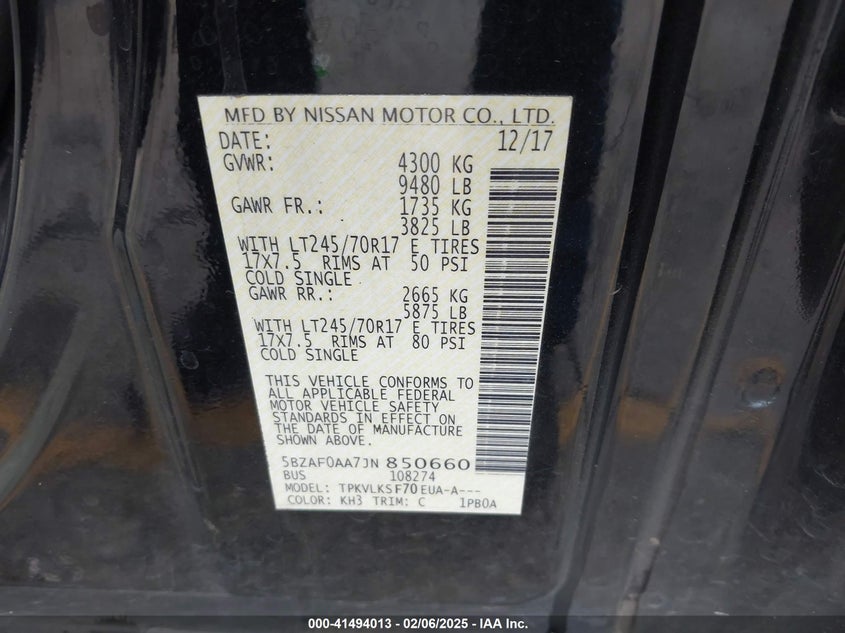 MFD BY NISSAN MOTOR CO., LTD.
DATE: 12/17
GVWR: 4300 KG
9480 LB
GAWR FR.: 1735 KG
3825 LB
WITH LT245/70R17 E TIRES
17X7.5 RIMS AT 50 PSI
COLD SINGLE
GAWR RR.: 2665 KG
5875 LB
WITH LT245/70R17 E TIRES
17X7.5 RIMS AT 80 PSI
COLD SINGLE
THIS VEHICLE CONFORMS TO
ALL APPLICABLE FEDERAL
MOTOR VEHICLE SAFETY
STANDARDS IN EFFECT ON
THE DATE OF MANUFACTURE
SHOWN ABOVE.
5BZAF0AA7JN850660
BUS 108274
MODEL: TPKVLKSF70EUA-A---
COLOR: KH3 TRIM: C 1PB0A
000-41494013 - 02/06/2025 - IAA Inc.